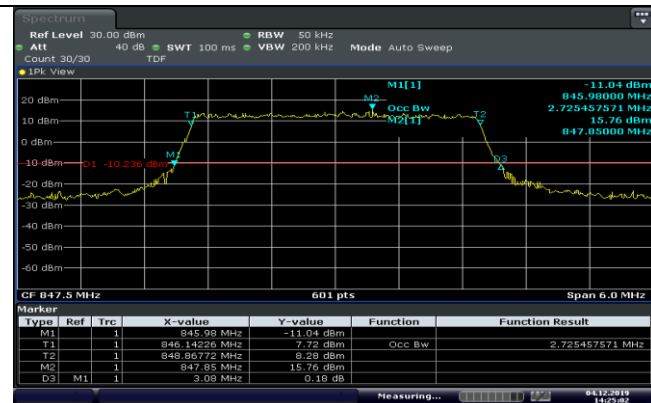 Spectrum
Ref Level 30.00 dBm RBW 50 kHz
Att 40 dB SWT 100 ms VBW 200 kHz Mode Auto Sweep
Count 30/30 TDF
1Pk View
M1[1] -11.04 dBm
845.98000 MHz
Occ Bw 2.725457571 MHz
M2[1] 15.76 dBm
847.85000 MHz
20 dBm
10 dBm
0 dBm
-10 dBm
-20 dBm
-30 dBm
-40 dBm
-50 dBm
-60 dBm
M2
T1
T2
M1
D3
D1 -10.236 dBm
CF 847.5 MHz 601 pts Span 6.0 MHz
Marker
Type Ref Trc X-value Y-value Function Function Result
M1 1 845.98 MHz -11.04 dBm
T1 1 846.14226 MHz 7.72 dBm Occ Bw 2.725457571 MHz
T2 1 848.86772 MHz 8.28 dBm
M2 1 847.85 MHz 15.76 dBm
D3 M1 1 3.08 MHz 0.18 dB
Measuring... 04.12.2019
14:25:02